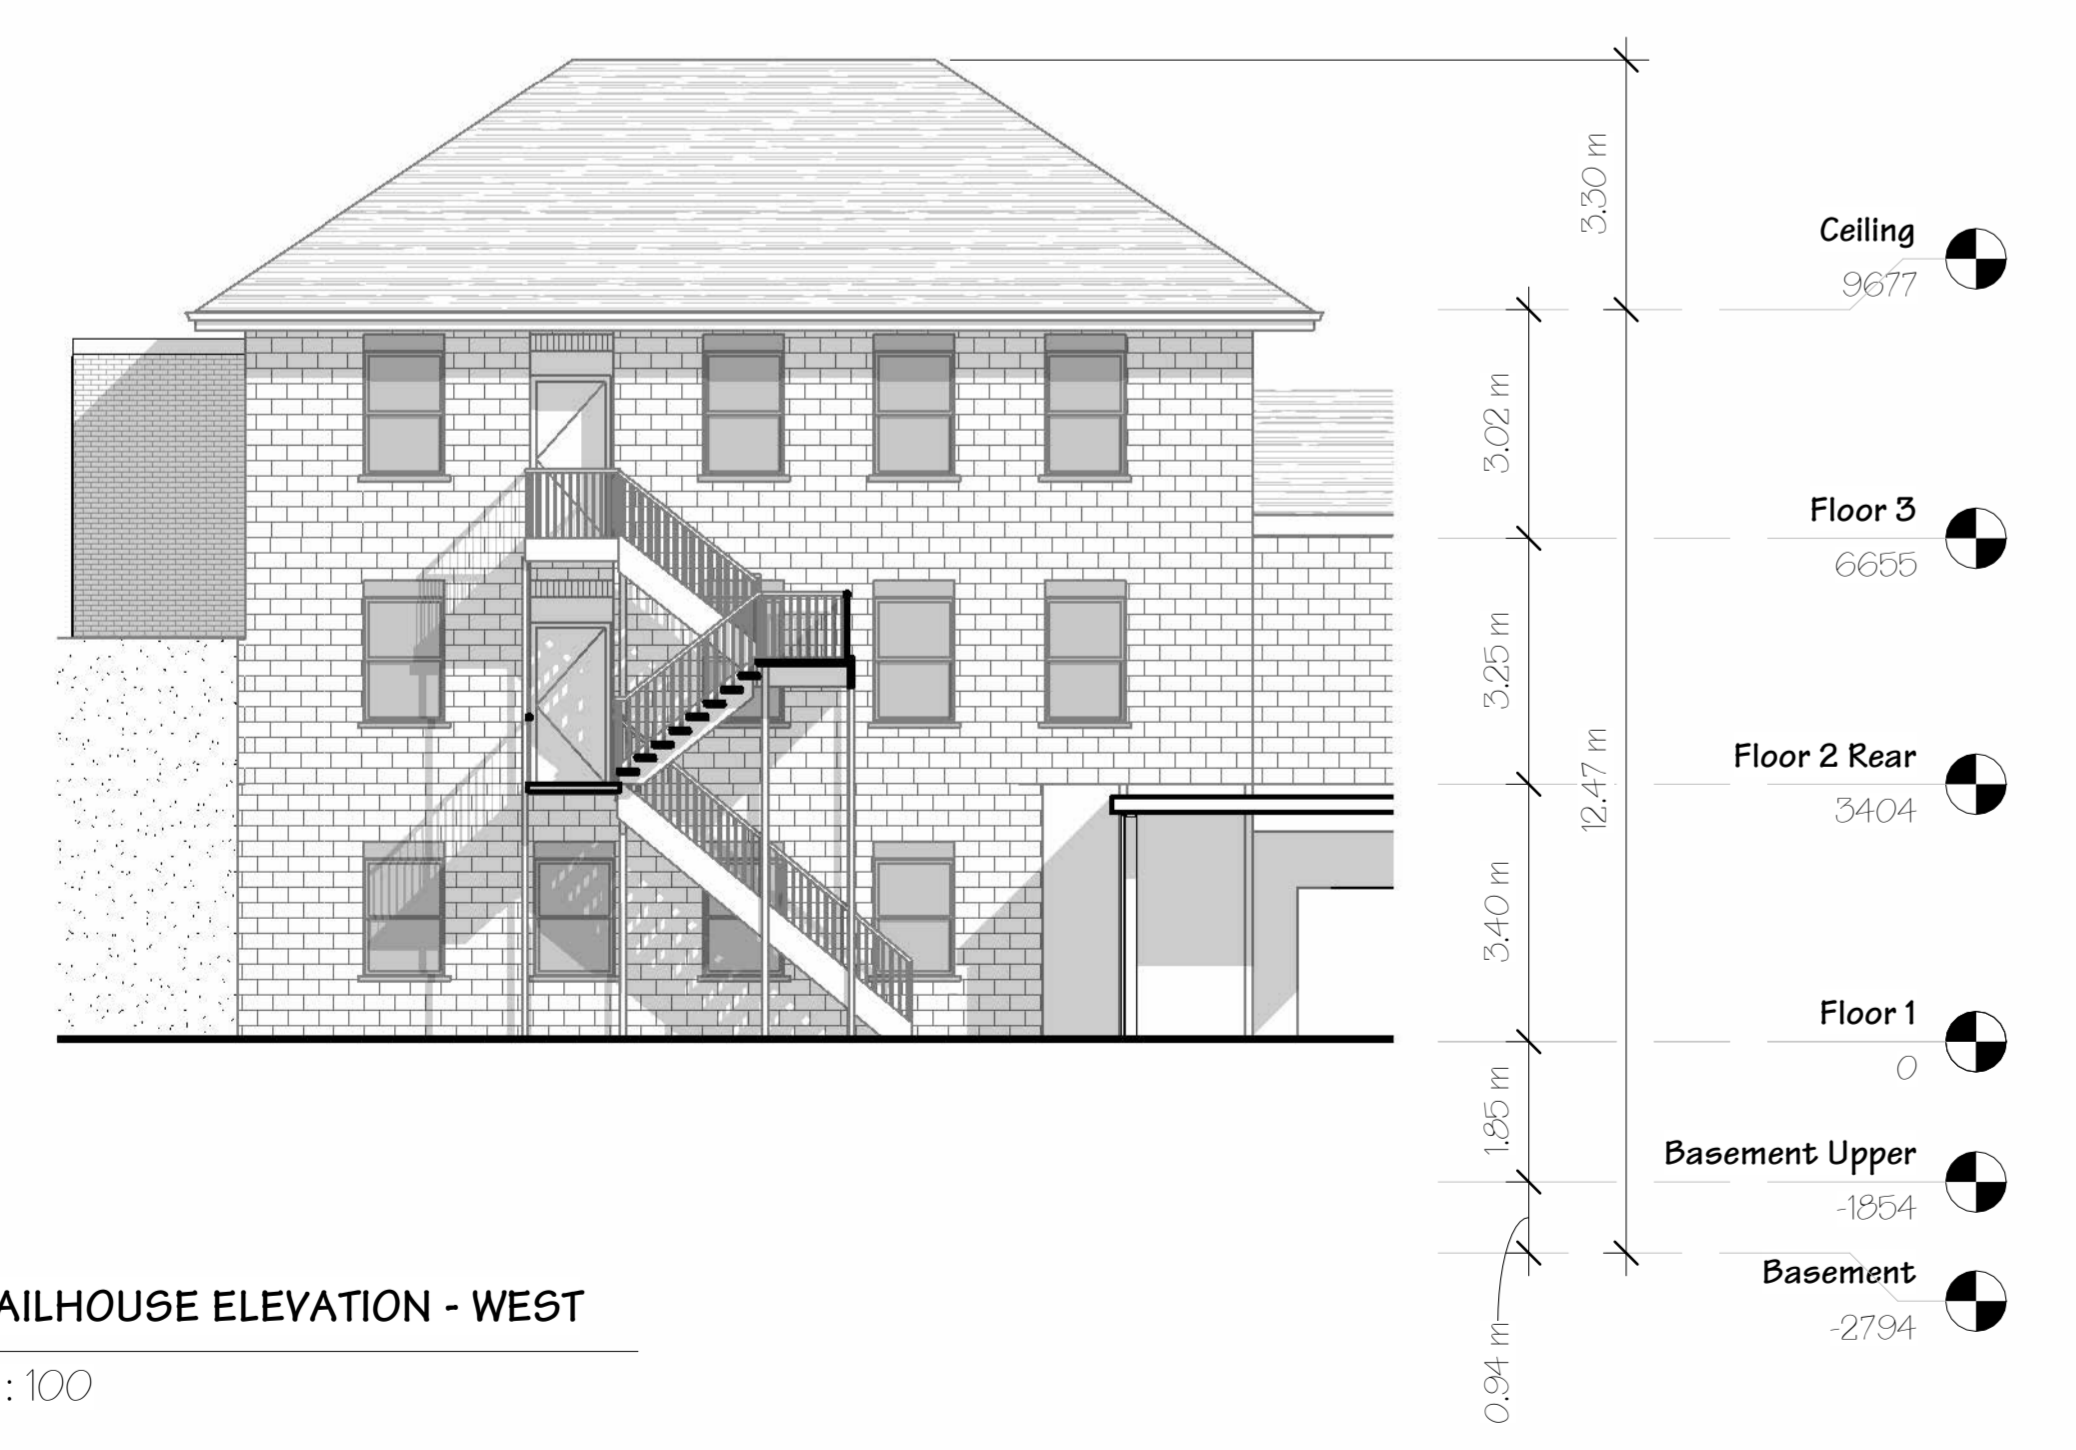 3.30 m
Ceiling
9677
3.02 m
Floor 3
6655
3.25 m
12.47 m
Floor 2 Rear
3404
3.40 m
Floor 1
0
1.85 m
Basement Upper
-1854
Basement
-2794
0.94 m
AILHOUSE ELEVATION - WEST
: 100